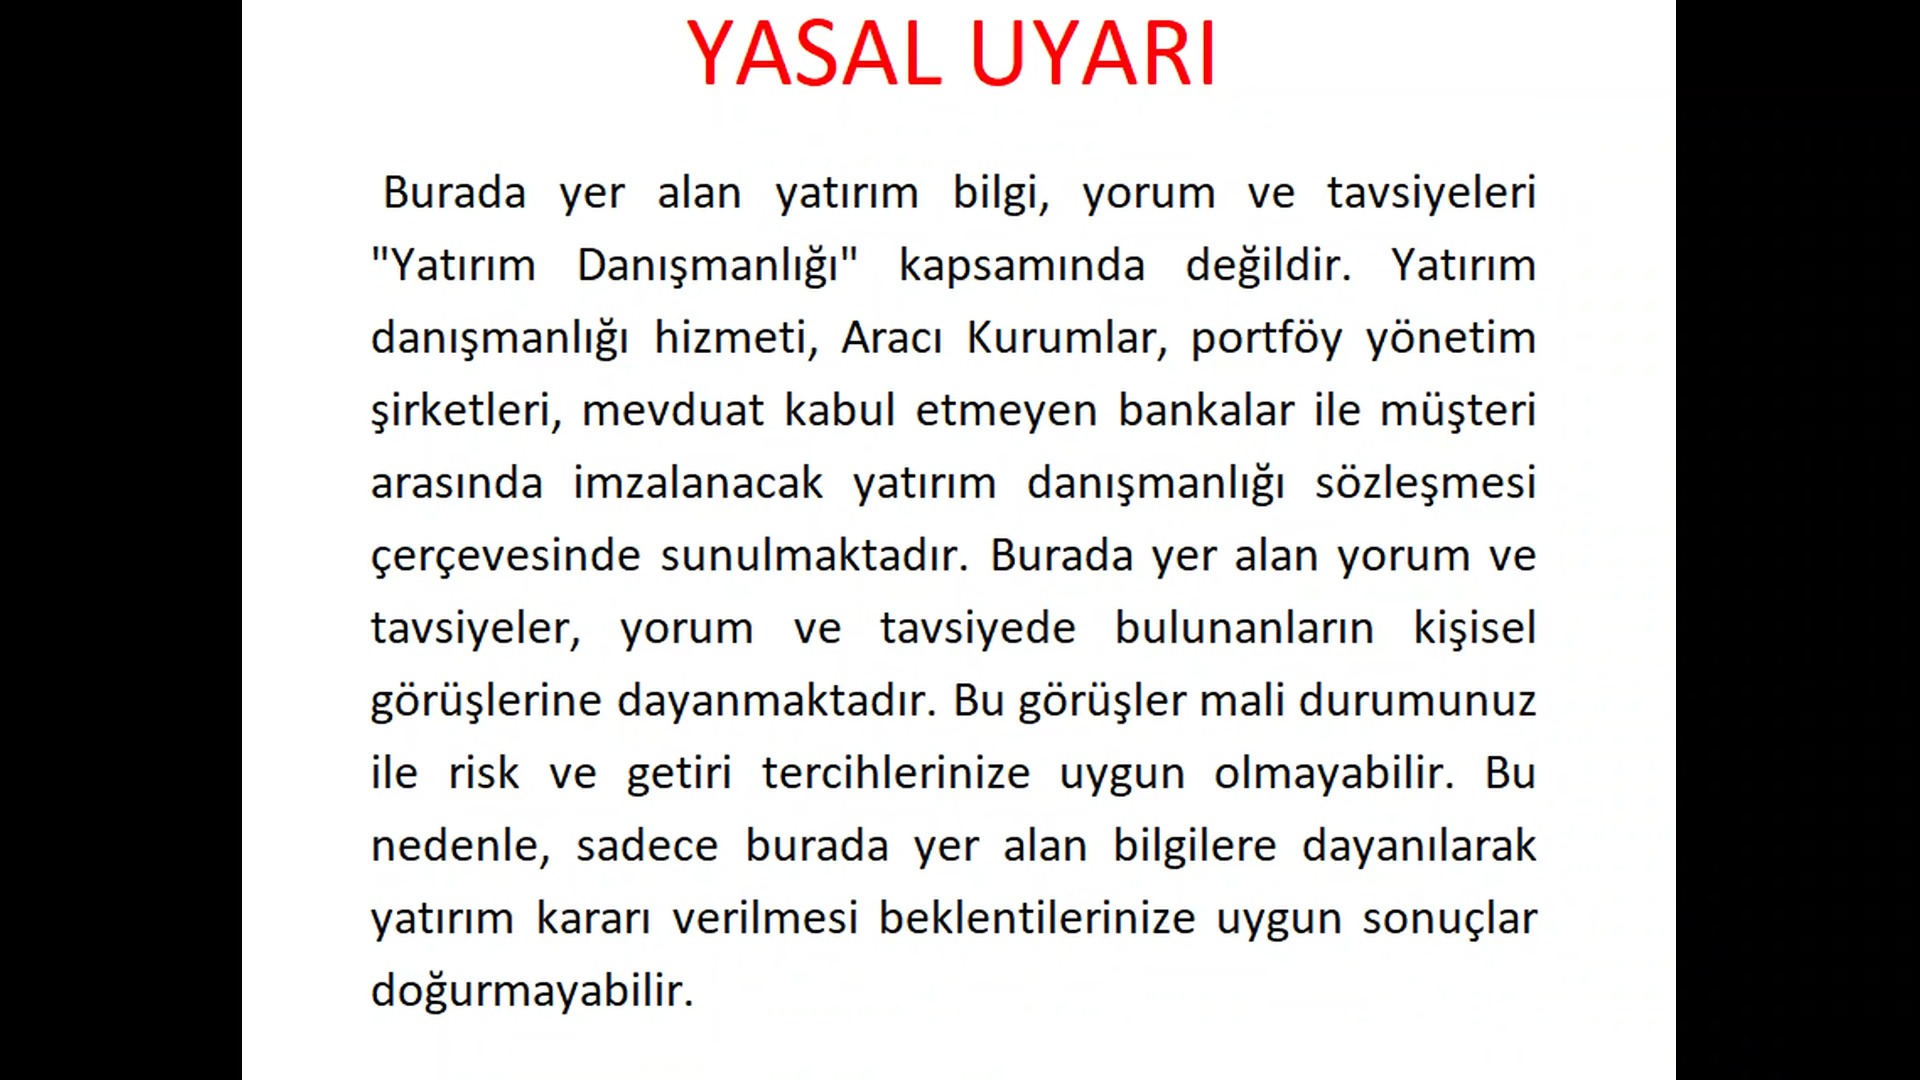 YASAL UYARI
Burada yer alan yatırım bilgi, yorum ve tavsiyeleri
"Yatırım Danışmanlığı" kapsamında değildir. Yatırım
danışmanlığı hizmeti, Aracı Kurumlar, portföy yönetim
şirketleri, mevduat kabul etmeyen bankalar ile müşteri
arasında imzalanacak yatırım danışmanlığı sözleşmesi
çerçevesinde sunulmaktadır. Burada yer alan yorum ve
tavsiyeler, yorum ve tavsiyede bulunanların kişisel
görüşlerine dayanmaktadır. Bu görüşler mali durumunuz
ile risk ve getiri tercihlerinize uygun olmayabilir. Bu
nedenle, sadece burada yer alan bilgilere dayanılarak
yatırım kararı verilmesi beklentilerinize uygun sonuçlar
doğurmayabilir.